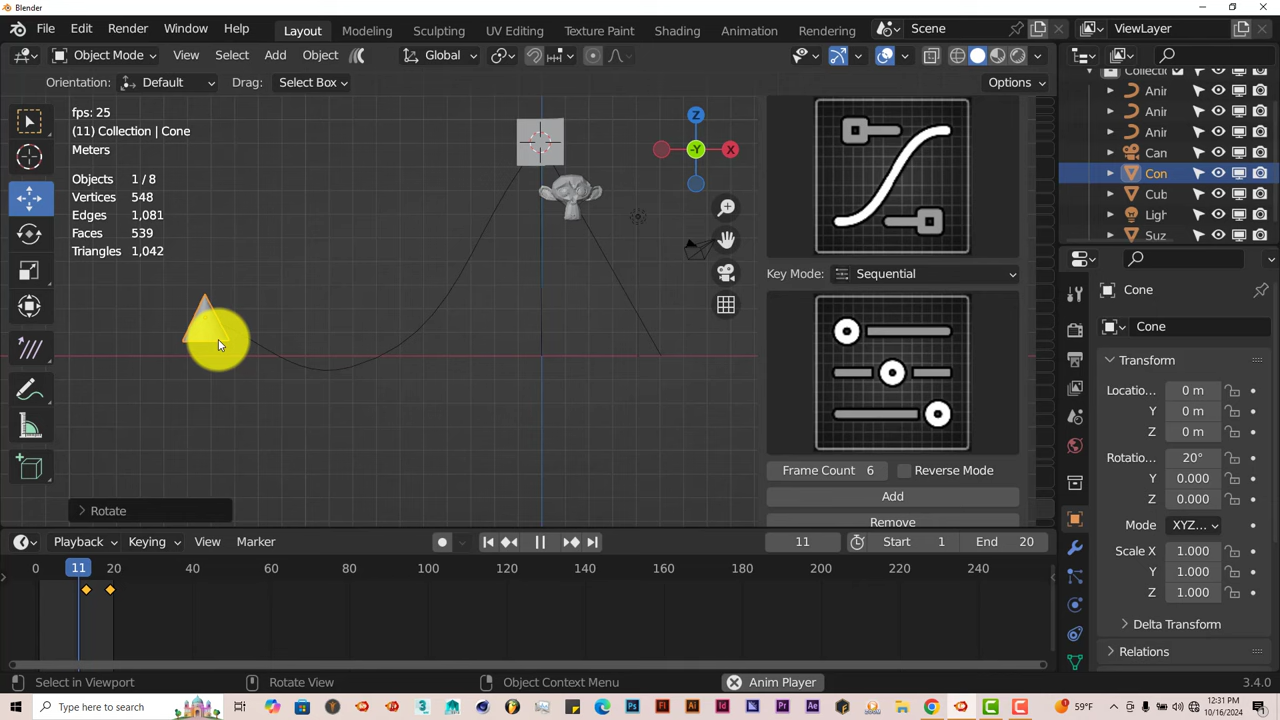 Blender
File Edit Window Help Layout Modeling Sculpting UV Editing Texture Paint Shading Animation Rendering Scene ViewLayer
Object Mode View Select Add Object Global
Orientation: Default Drag: Select Box Options
fps: 25
(11) Collection | Cone
Meters
Objects 1 / 8
Vertices 548
Edges 1,081
Faces 539
Triangles 1,042
Z
-Y
X
Key Mode: Sequential
Frame Count 6 Reverse Mode
Add
Remove
Rotate
Collection
Anir
Anir
Anir
Can
Con
Cub
Ligh
Suz
Cone
Cone
Transform
Locatio... 0 m
Y 0 m
Z 0 m
Rotatio... 20°
Y 0.000
Z 0.000
Mode XYZ...
Scale X 1.000
Y 1.000
Z 1.000
Delta Transform
Relations
Playback Keying View Marker 11 Start 1 End 20
0 11 20 40 60 80 100 120 140 160 180 200 220 240
Select in Viewport Rotate View Object Context Menu Anim Player 3.4.0
Type here to search 59°F 12:31 PM
10/16/2024